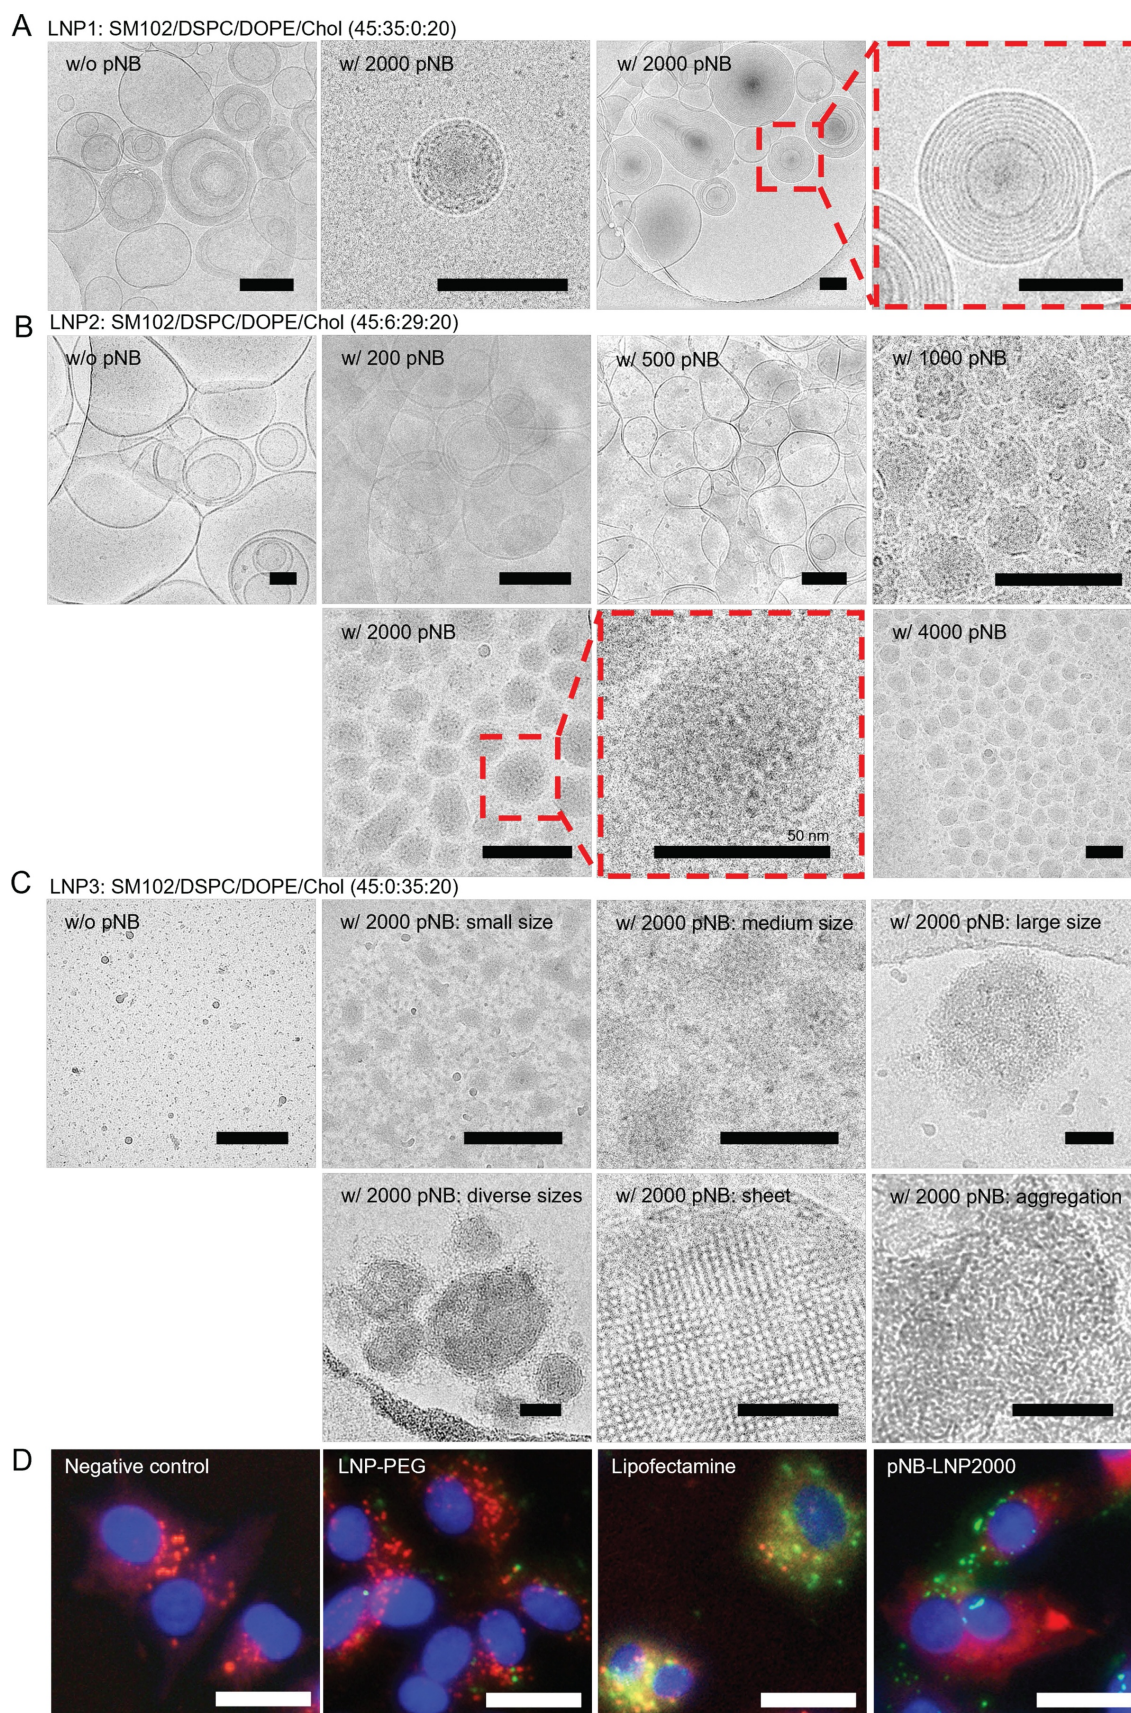 A LNP1: SM102/DSPC/DOPE/Chol (45:35:0:20)
w/o pNB
w/ 2000 pNB
w/ 2000 pNB
B LNP2: SM102/DSPC/DOPE/Chol (45:6:29:20)
w/o pNB
w/ 200 pNB
w/ 500 pNB
w/ 1000 pNB
w/ 2000 pNB
50 nm
w/ 4000 pNB
C LNP3: SM102/DSPC/DOPE/Chol (45:0:35:20)
w/o pNB
w/ 2000 pNB: small size
w/ 2000 pNB: medium size
w/ 2000 pNB: large size
w/ 2000 pNB: diverse sizes
w/ 2000 pNB: sheet
w/ 2000 pNB: aggregation
D
Negative control
LNP-PEG
Lipofectamine
pNB-LNP2000